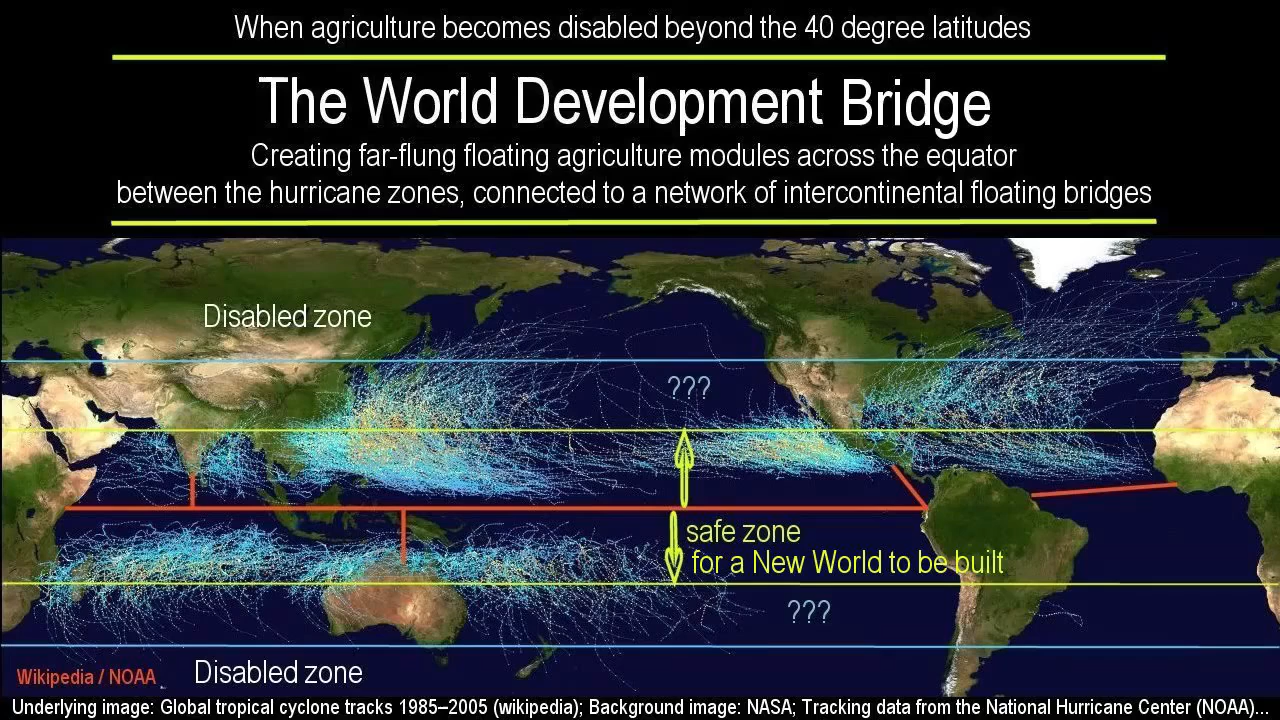 When agriculture becomes disabled beyond the 40 degree latitudes
The World Development Bridge
Creating far-flung floating agriculture modules across the equator
between the hurricane zones, connected to a network of intercontinental floating bridges
Disabled zone
???
safe zone
for a New World to be built
???
Wikipedia / NOAA
Disabled zone
Underlying image: Global tropical cyclone tracks 1985–2005 (wikipedia); Background image: NASA; Tracking data from the National Hurricane Center (NOAA)...